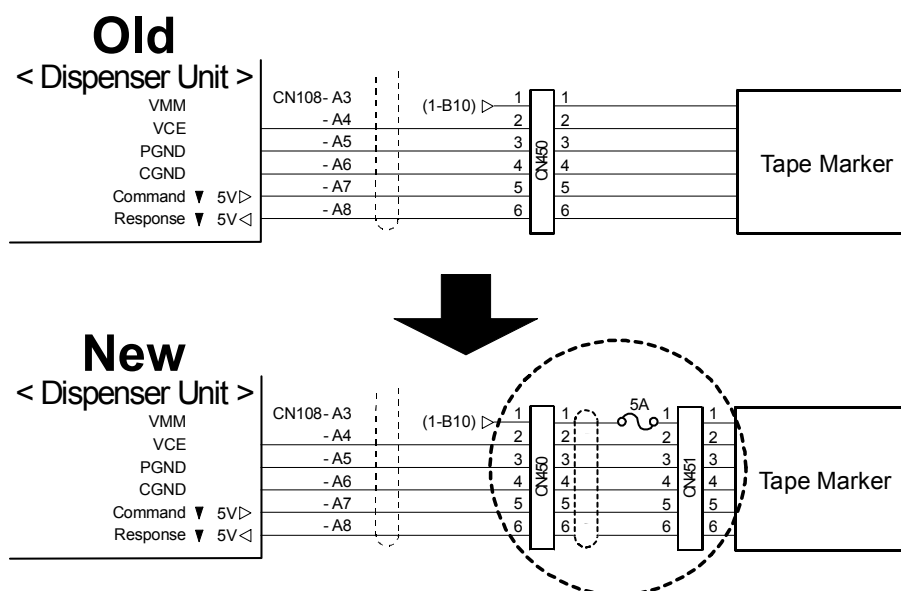 Old
< Dispenser Unit >
VMM CN108- A3 (1-B10) ▷ 1 1
VCE - A4 2 2
PGND - A5 3 3
CGND - A6 4 4
Command ▼ 5V▷ - A7 5 5
Response ▼ 5V◁ - A8 6 6
CN450
Tape Marker
New
< Dispenser Unit >
5A
VMM CN108- A3 (1-B10) ▷ 1 1 1 1
VCE - A4 2 2 2 2
PGND - A5 3 3 3 3
CGND - A6 4 4 4 4
Command ▼ 5V▷ - A7 5 5 5 5
Response ▼ 5V◁ - A8 6 6 6 6
CN450
CN451
Tape Marker